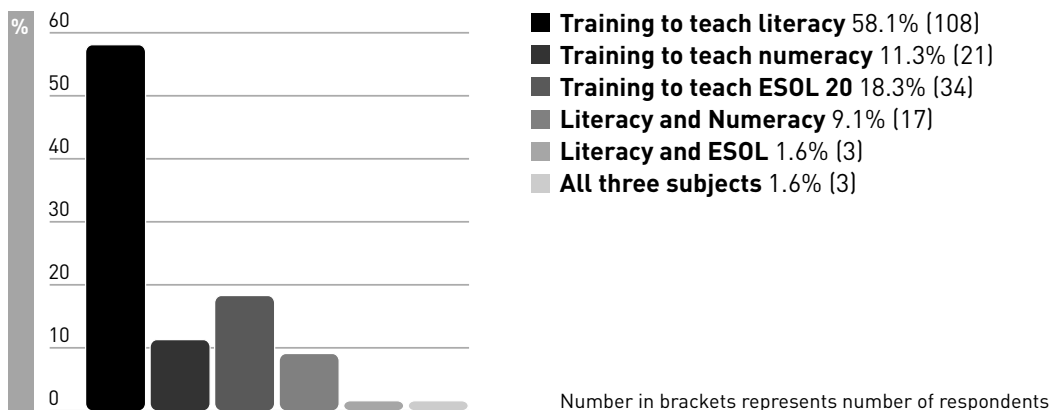 %
60
50
40
30
20
10
0
Training to teach literacy 58.1% (108)
Training to teach numeracy 11.3% (21)
Training to teach ESOL 20 18.3% (34)
Literacy and Numeracy 9.1% (17)
Literacy and ESOL 1.6% (3)
All three subjects 1.6% (3)
Number in brackets represents number of respondents